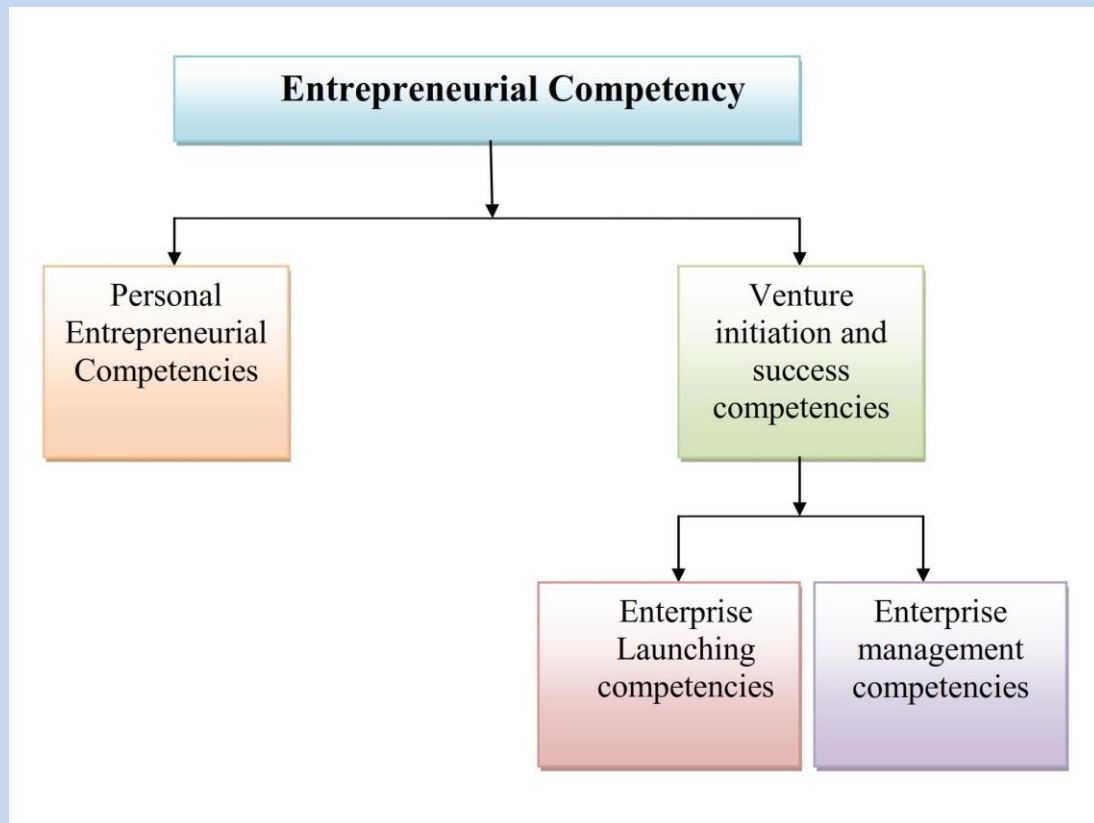 Entrepreneurial Competency
Personal
Entrepreneurial
Competencies
Venture
initiation and
success
competencies
Enterprise
Launching
competencies
Enterprise
management
competencies